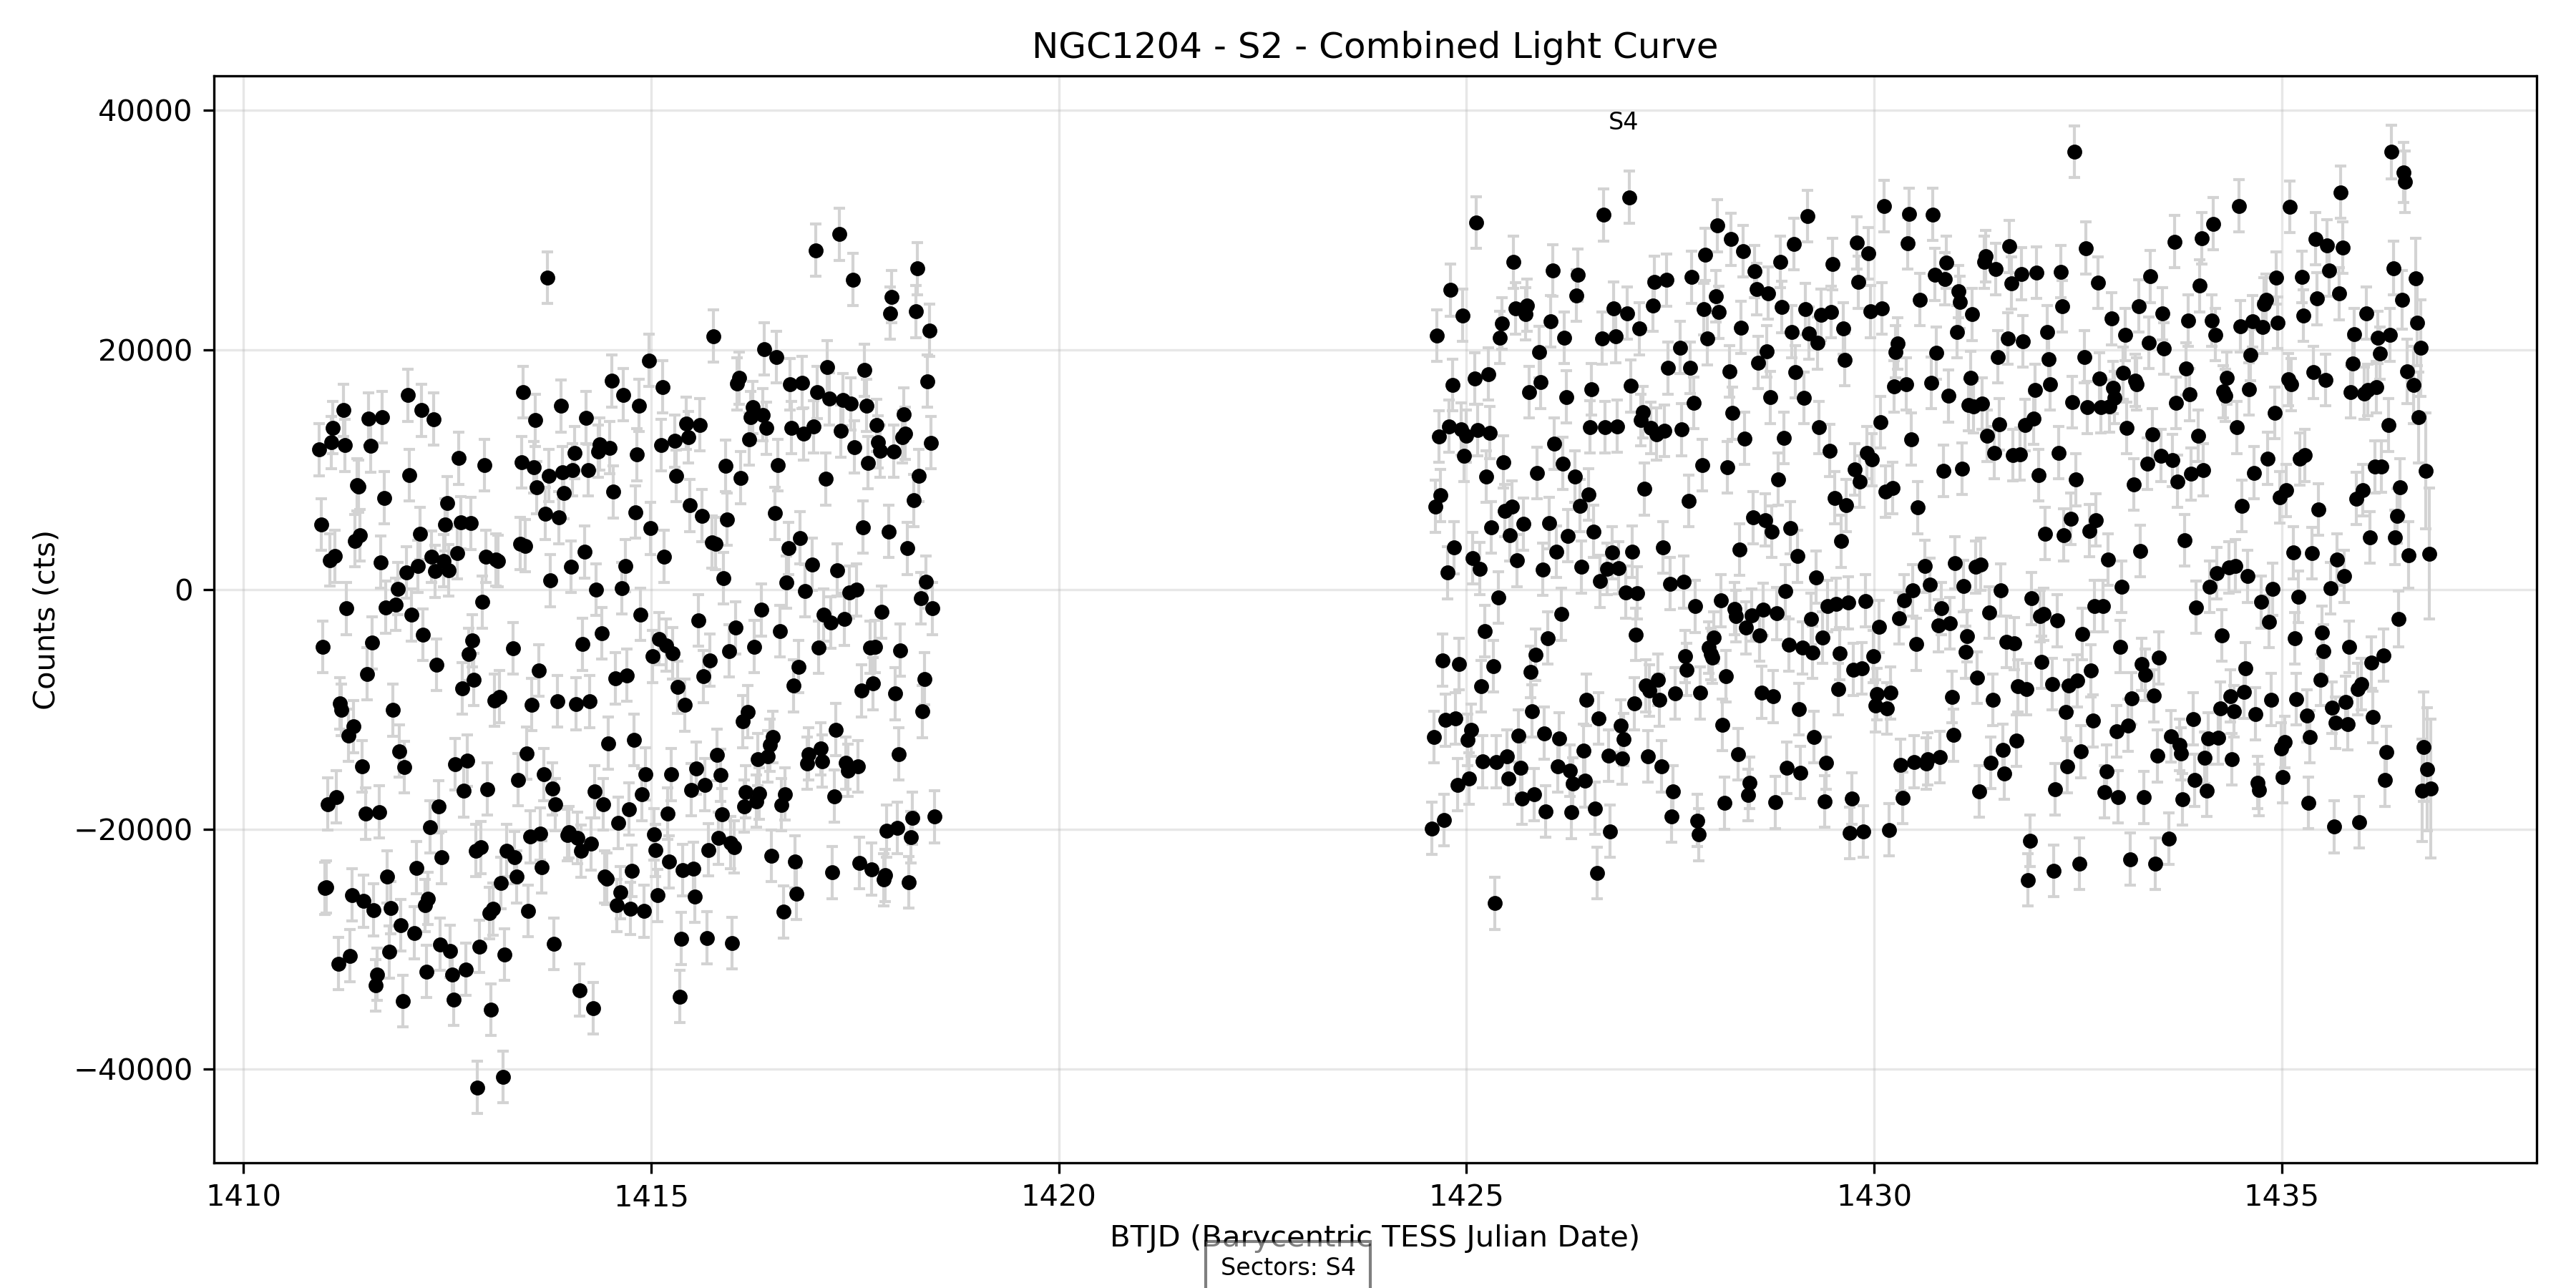 NGC1204 - S2 - Combined Light Curve
S4
40000
20000
0
−20000
−40000
Counts (cts)
1410 1415 1420 1425 1430 1435
BTJD (Barycentric TESS Julian Date)
Sectors: S4